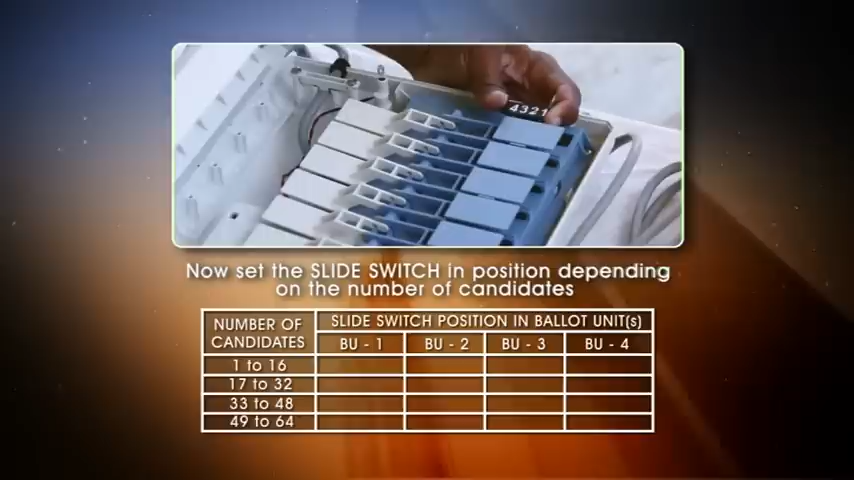 4321
Now set the SLIDE SWITCH in position depending
on the number of candidates
NUMBER OF CANDIDATES
SLIDE SWITCH POSITION IN BALLOT UNIT(s)
BU - 1 BU - 2 BU - 3 BU - 4
1 to 16
17 to 32
33 to 48
49 to 64